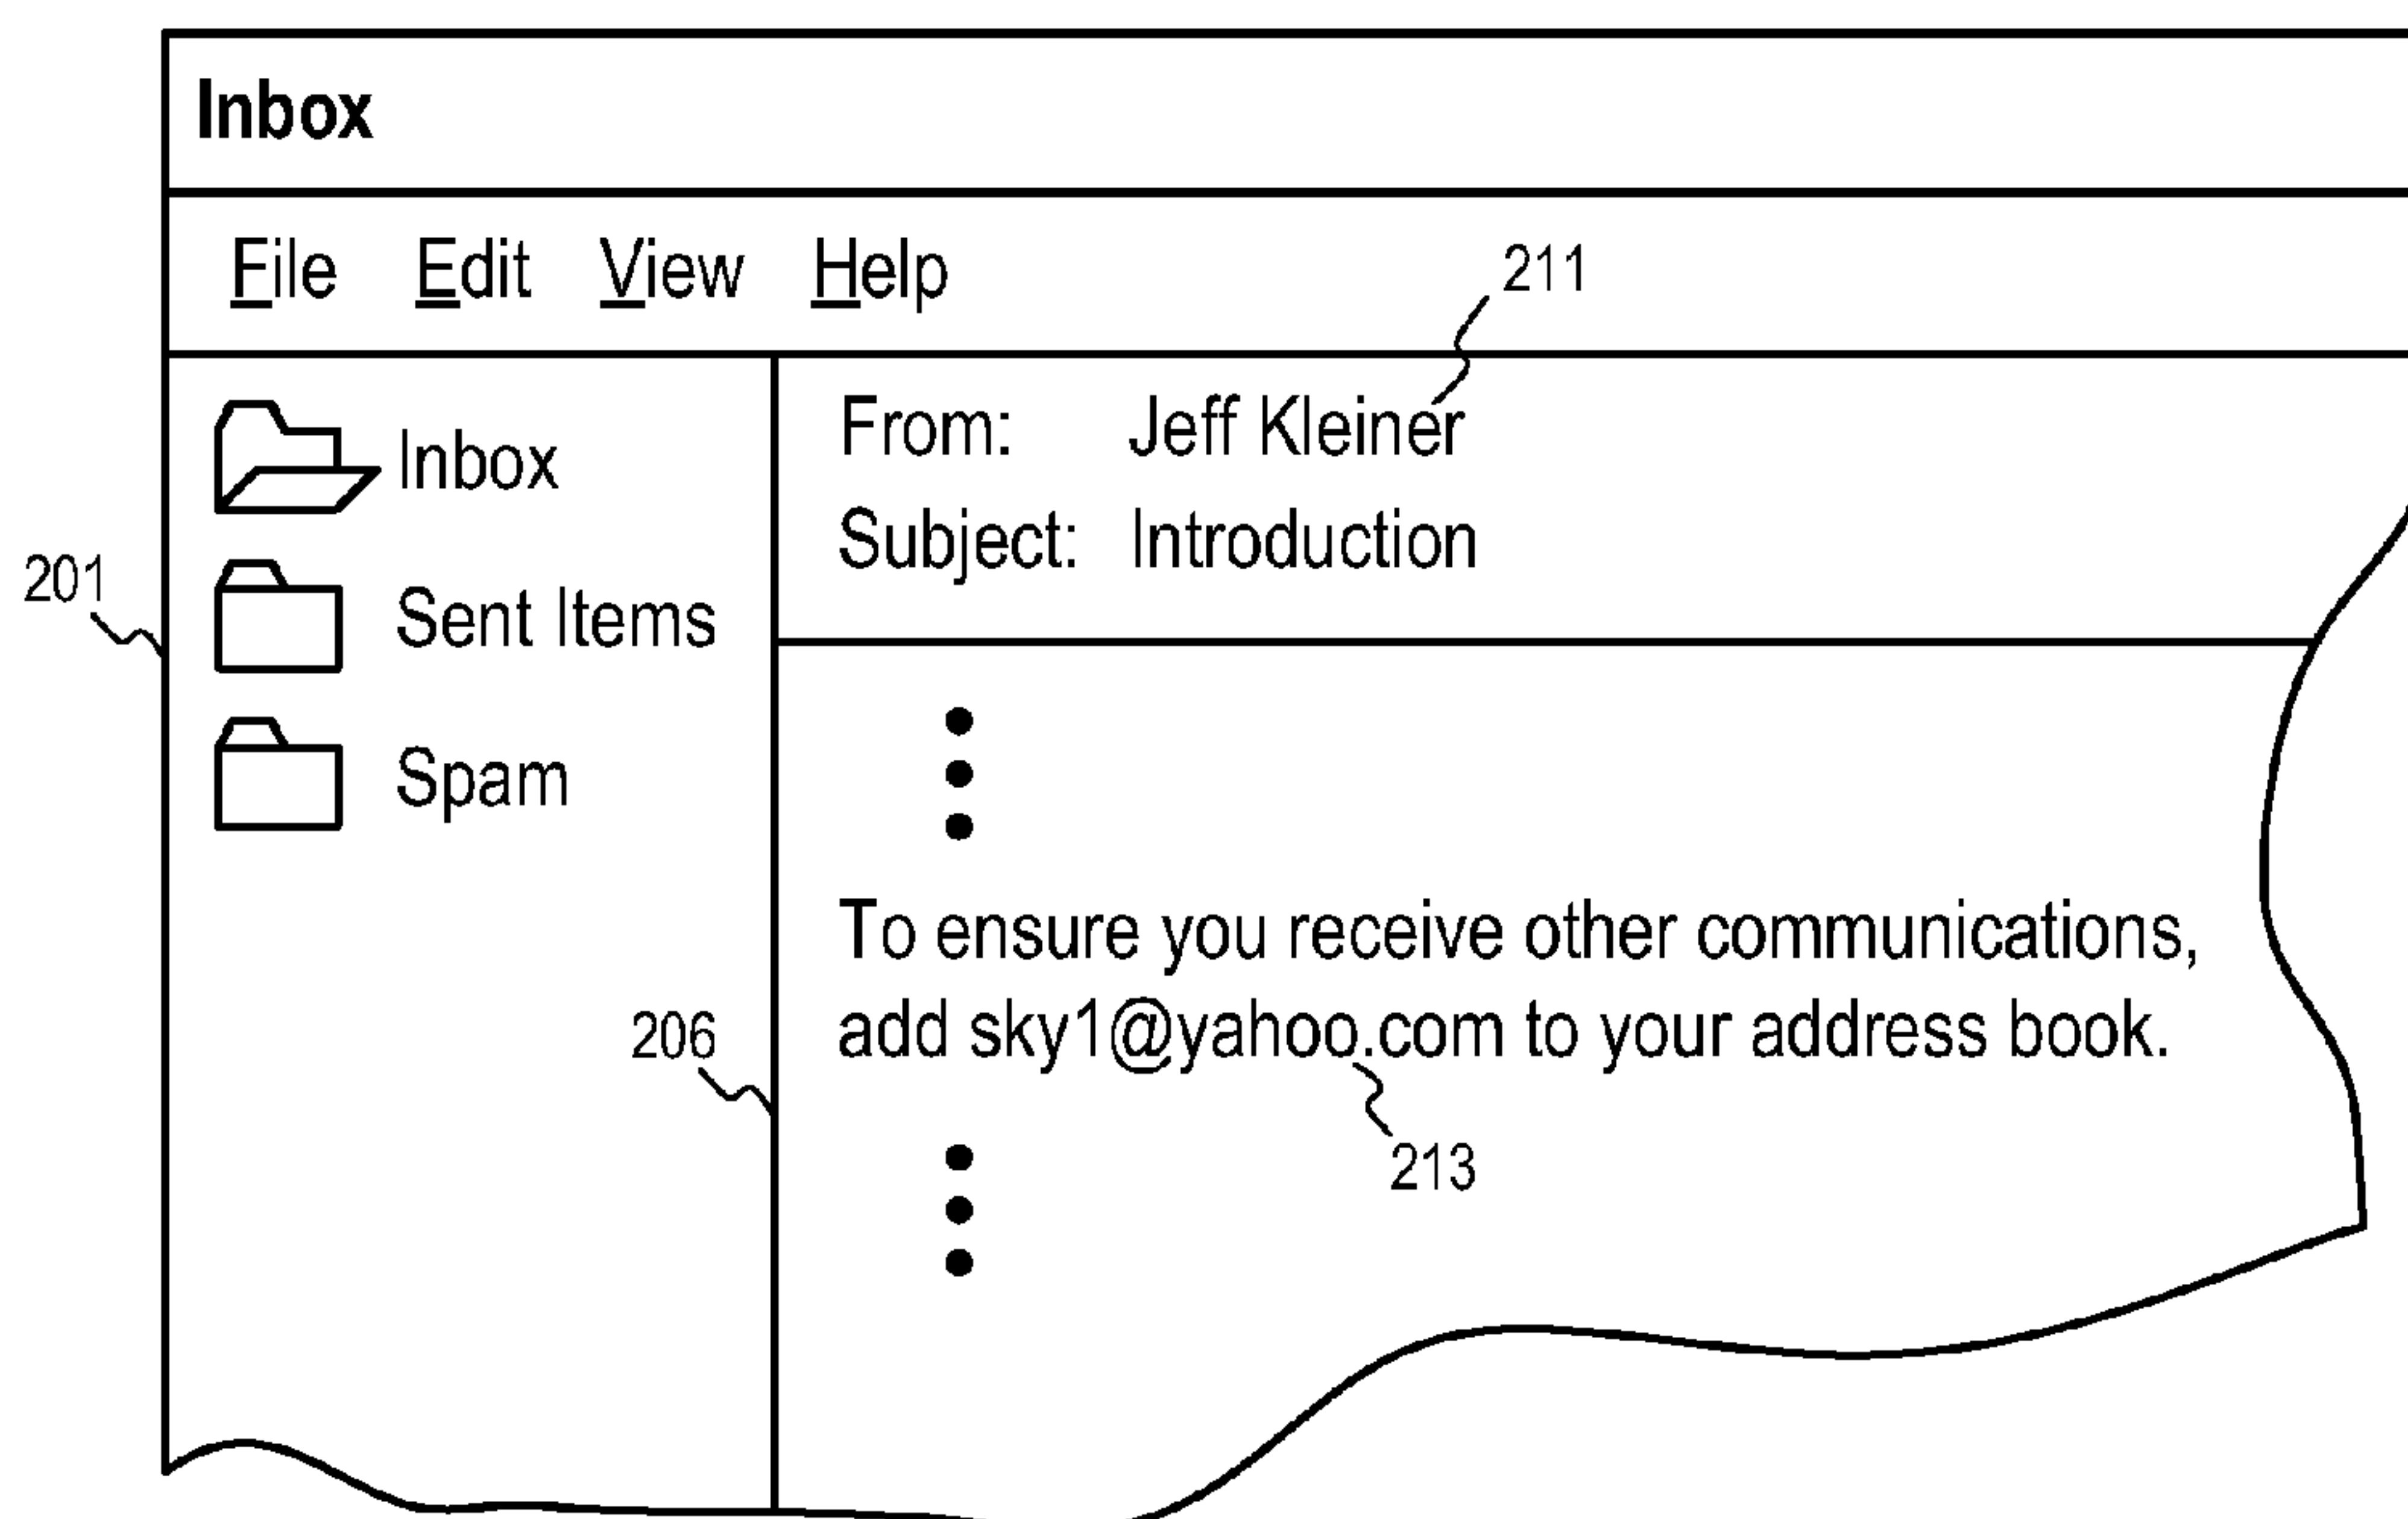 Inbox
File Edit View Help
211
Inbox
Sent Items
Spam
201
From: Jeff Kleiner
Subject: Introduction
To ensure you receive other communications,
add sky1@yahoo.com to your address book.
206
213